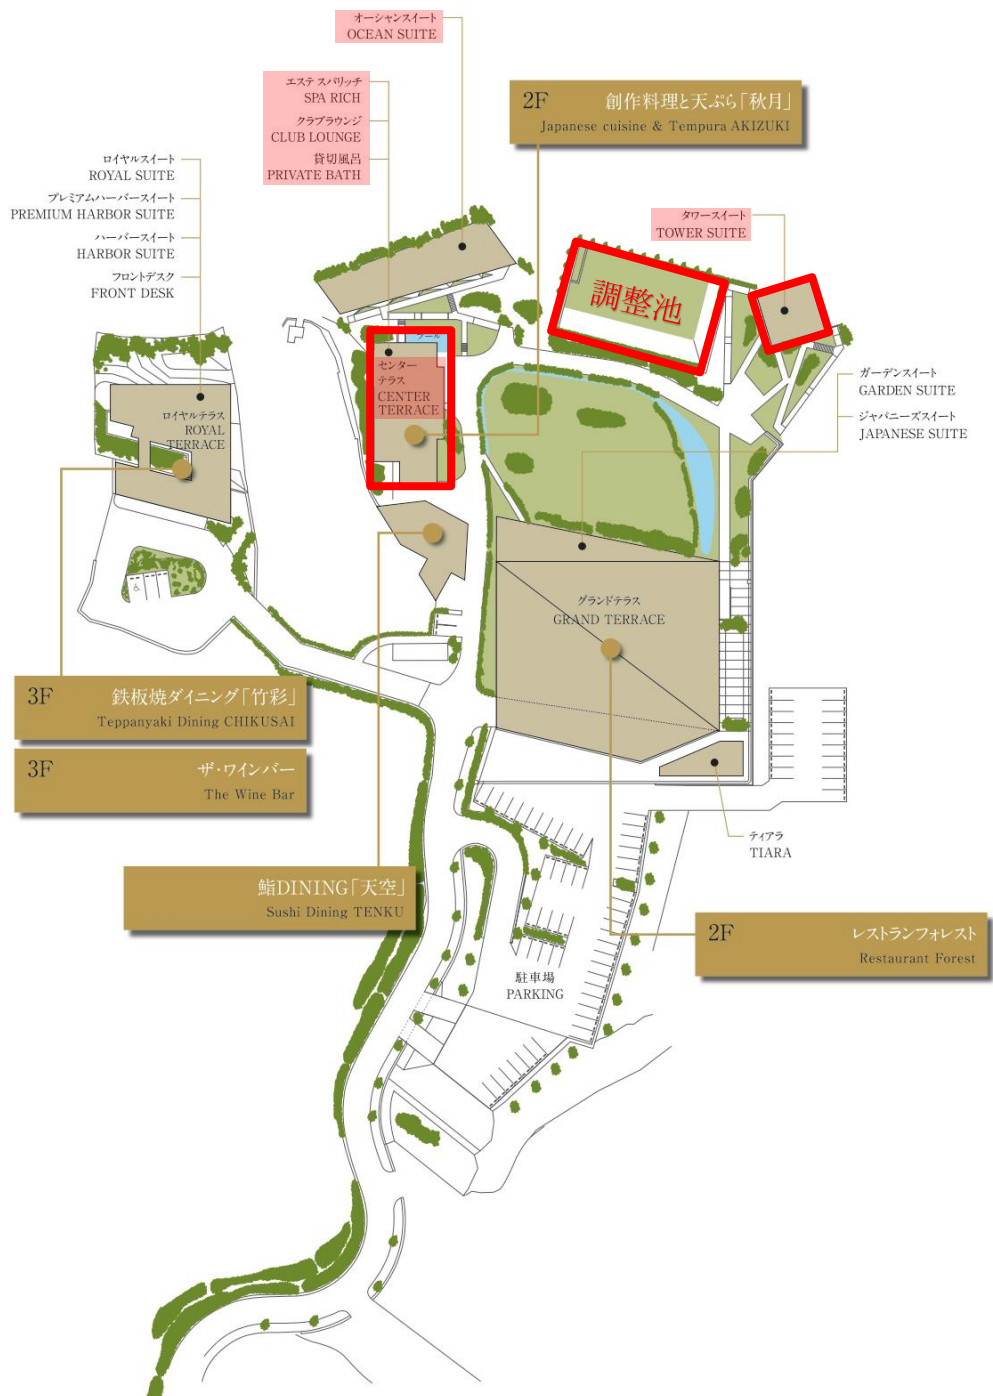 オーシャンスイート
OCEAN SUITE
エステ スパリッチ
SPA RICH
クラブラウンジ
CLUB LOUNGE
貸切風呂
PRIVATE BATH
2F 創作料理と天ぷら「秋月」
Japanese cuisine & Tempura AKIZUKI
ロイヤルスイート
ROYAL SUITE
プレミアムハーバースイート
PREMIUM HARBOR SUITE
ハーバースイート
HARBOR SUITE
フロントデスク
FRONT DESK
タワースイート
TOWER SUITE
調整池
プール
センター
テラス
CENTER
TERRACE
ガーデンスイート
GARDEN SUITE
ジャパニーズスイート
JAPANESE SUITE
ロイヤルテラス
ROYAL
TERRACE
グランドテラス
GRAND TERRACE
3F 鉄板焼ダイニング「竹彩」
Teppanyaki Dining CHIKUSAI
3F ザ・ワインバー
The Wine Bar
ティアラ
TIARA
鮨DINING「天空」
Sushi Dining TENKU
2F レストランフォレスト
Restaurant Forest
駐車場
PARKING